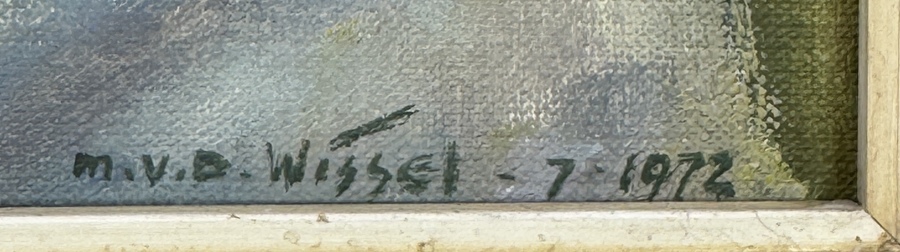 m.v.D. Wissel - 7 - 1972